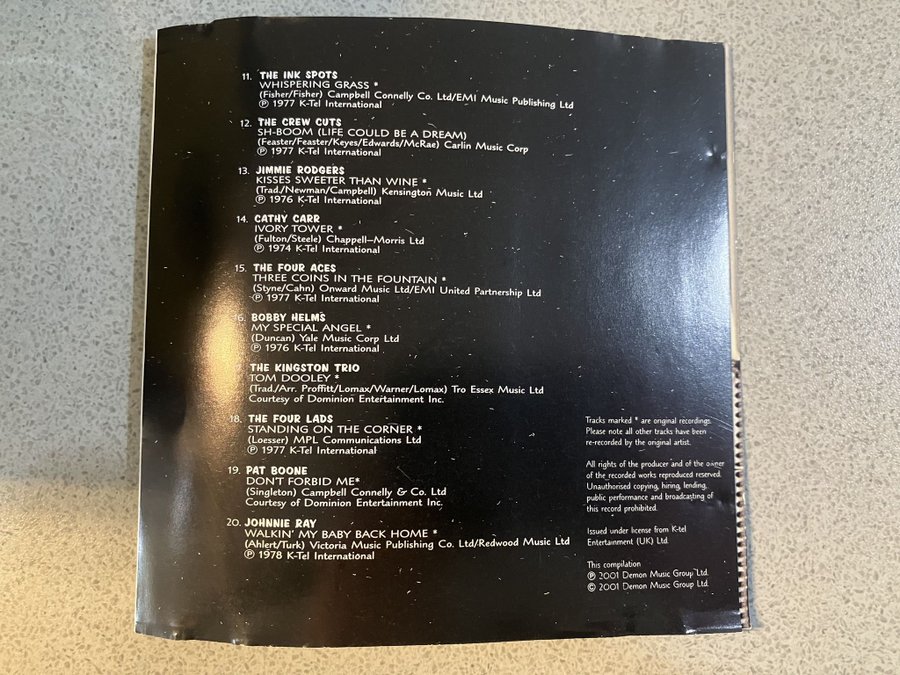 11. THE INK SPOTS
WHISPERING GRASS *
(Fisher/Fisher) Campbell Connelly Co. Ltd/EMI Music Publishing Ltd
℗ 1977 K-Tel International
12. THE CREW CUTS
SH-BOOM (LIFE COULD BE A DREAM)
(Feaster/Feaster/Keyes/Edwards/McRae) Carlin Music Corp
℗ 1977 K-Tel International
13. JIMMIE RODGERS
KISSES SWEETER THAN WINE *
(Trad./Newman/Campbell) Kensington Music Ltd
℗ 1976 K-Tel International
14. CATHY CARR
IVORY TOWER *
(Fulton/Steele) Chappell-Morris Ltd
℗ 1974 K-Tel International
15. THE FOUR ACES
THREE COINS IN THE FOUNTAIN *
(Styne/Cahn) Onward Music Ltd/EMI United Partnership Ltd
℗ 1977 K-Tel International
16. BOBBY HELMS
MY SPECIAL ANGEL *
(Duncan) Yale Music Corp Ltd
℗ 1976 K-Tel International
THE KINGSTON TRIO
TOM DOOLEY *
(Trad./Arr. Proffitt/Lomax/Warner/Lomax) Tro Essex Music Ltd
Courtesy of Dominion Entertainment Inc.
18. THE FOUR LADS
STANDING ON THE CORNER *
(Loesser) MPL Communications Ltd
℗ 1977 K-Tel International
19. PAT BOONE
DON'T FORBID ME*
(Singleton) Campbell Connelly & Co. Ltd
Courtesy of Dominion Entertainment Inc.
20. JOHNNIE RAY
WALKIN' MY BABY BACK HOME *
(Ahlert/Turk) Victoria Music Publishing Co. Ltd/Redwood Music Ltd
℗ 1978 K-Tel International
Tracks marked * are original recordings.
Please note all other tracks have been
re-recorded by the original artist.
All rights of the producer and of the owner
of the recorded works reproduced reserved.
Unauthorised copying, hiring, lending,
public performance and broadcasting of
this record prohibited.
Issued under license from K-tel
Entertainment (UK) Ltd.
This compilation
℗ 2001 Demon Music Group Ltd.
© 2001 Demon Music Group Ltd.